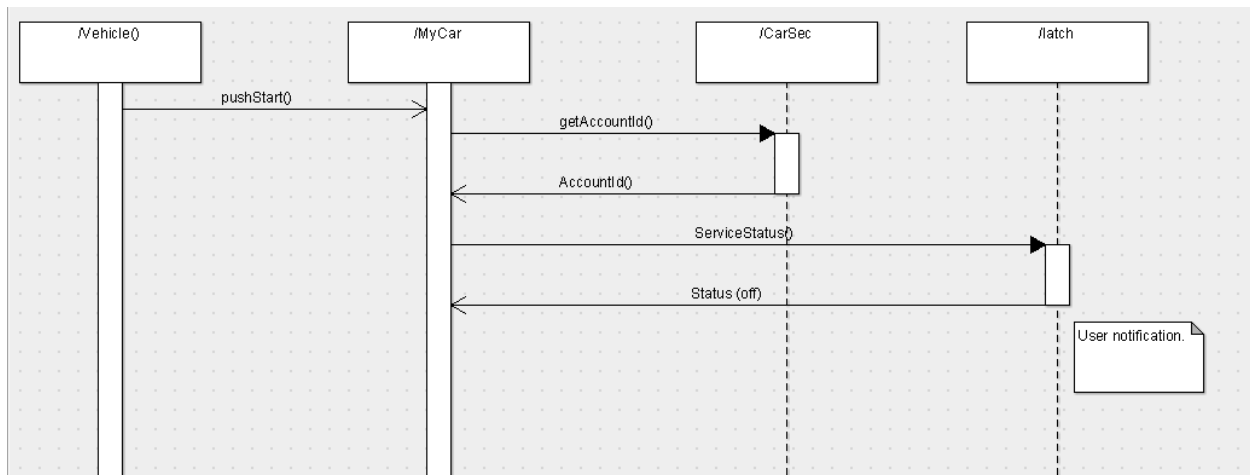 /Vehicle()
/MyCar
/CarSec
/latch
pushStart()
getAccountId()
AccountId()
ServiceStatus()
Status (off)
User notification.